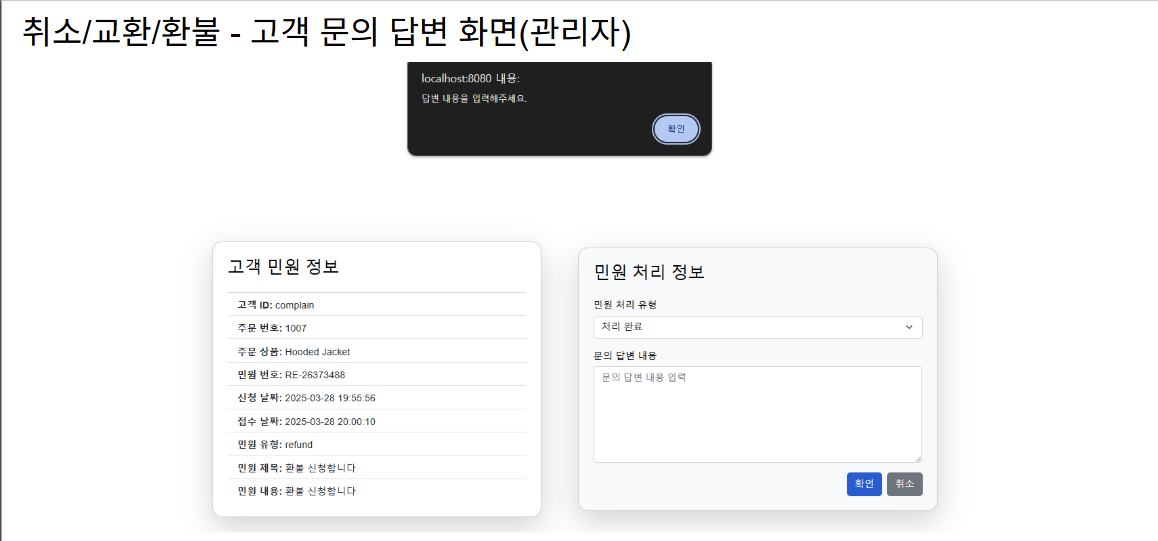 취소/교환/환불 - 고객 문의 답변 화면(관리자)
localhost:8080 내용:
답변 내용을 입력해주세요.
확인
고객 민원 정보
고객 ID: complain
주문 번호: 1007
주문 상품: Hooded Jacket
민원 번호: RE-26373488
신청 날짜: 2025-03-28 19:55:56
접수 날짜: 2025-03-28 20:00:10
민원 유형: refund
민원 제목: 환불 신청합니다
민원 내용: 환불 신청합니다
민원 처리 정보
민원 처리 유형
처리 완료
문의 답변 내용
문의 답변 내용 입력
확인 취소